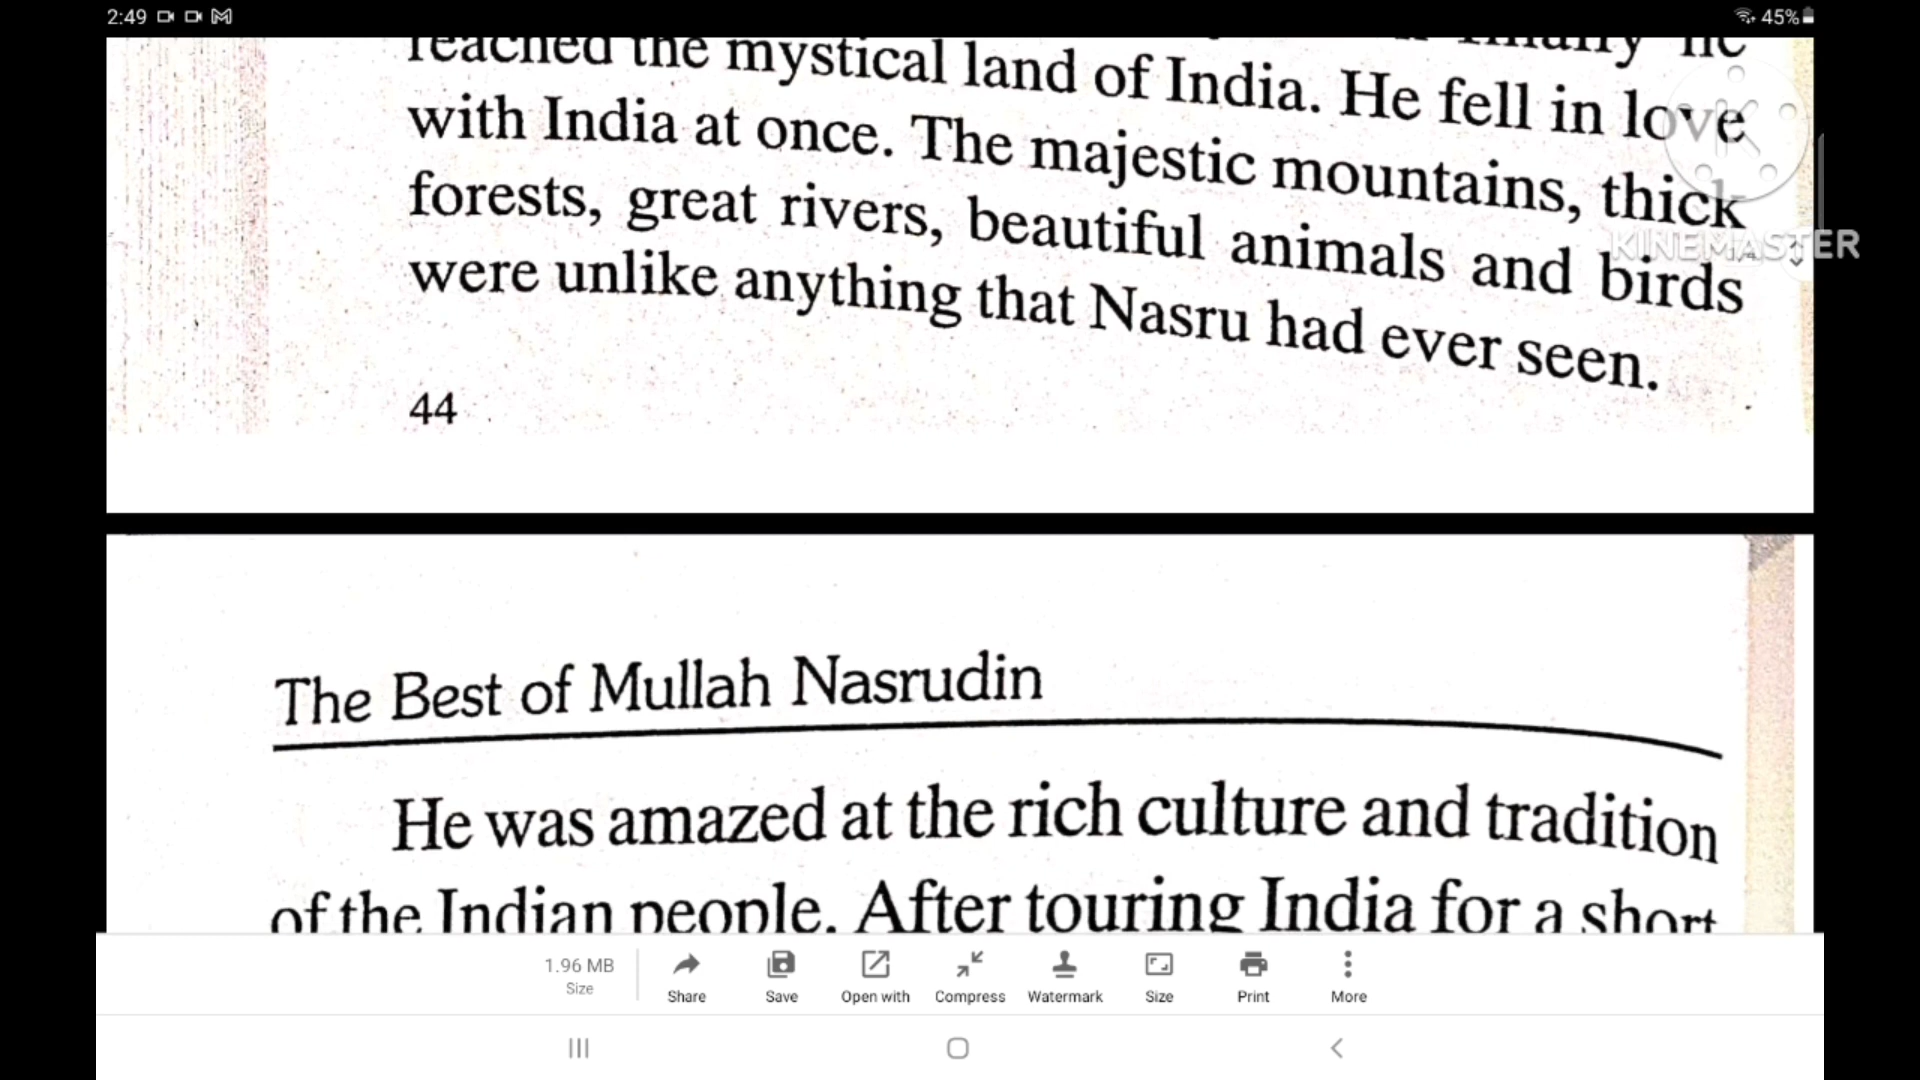 2:49
45%
reached the mystical land of India. He fell in love
with India at once. The majestic mountains, thick
forests, great rivers, beautiful animals and birds
were unlike anything that Nasru had ever seen.
44
KINEMASTER
The Best of Mullah Nasrudin
He was amazed at the rich culture and tradition
of the Indian people. After touring India for a short
1.96 MB
Size
Share
Save
Open with
Compress
Watermark
Size
Print
More